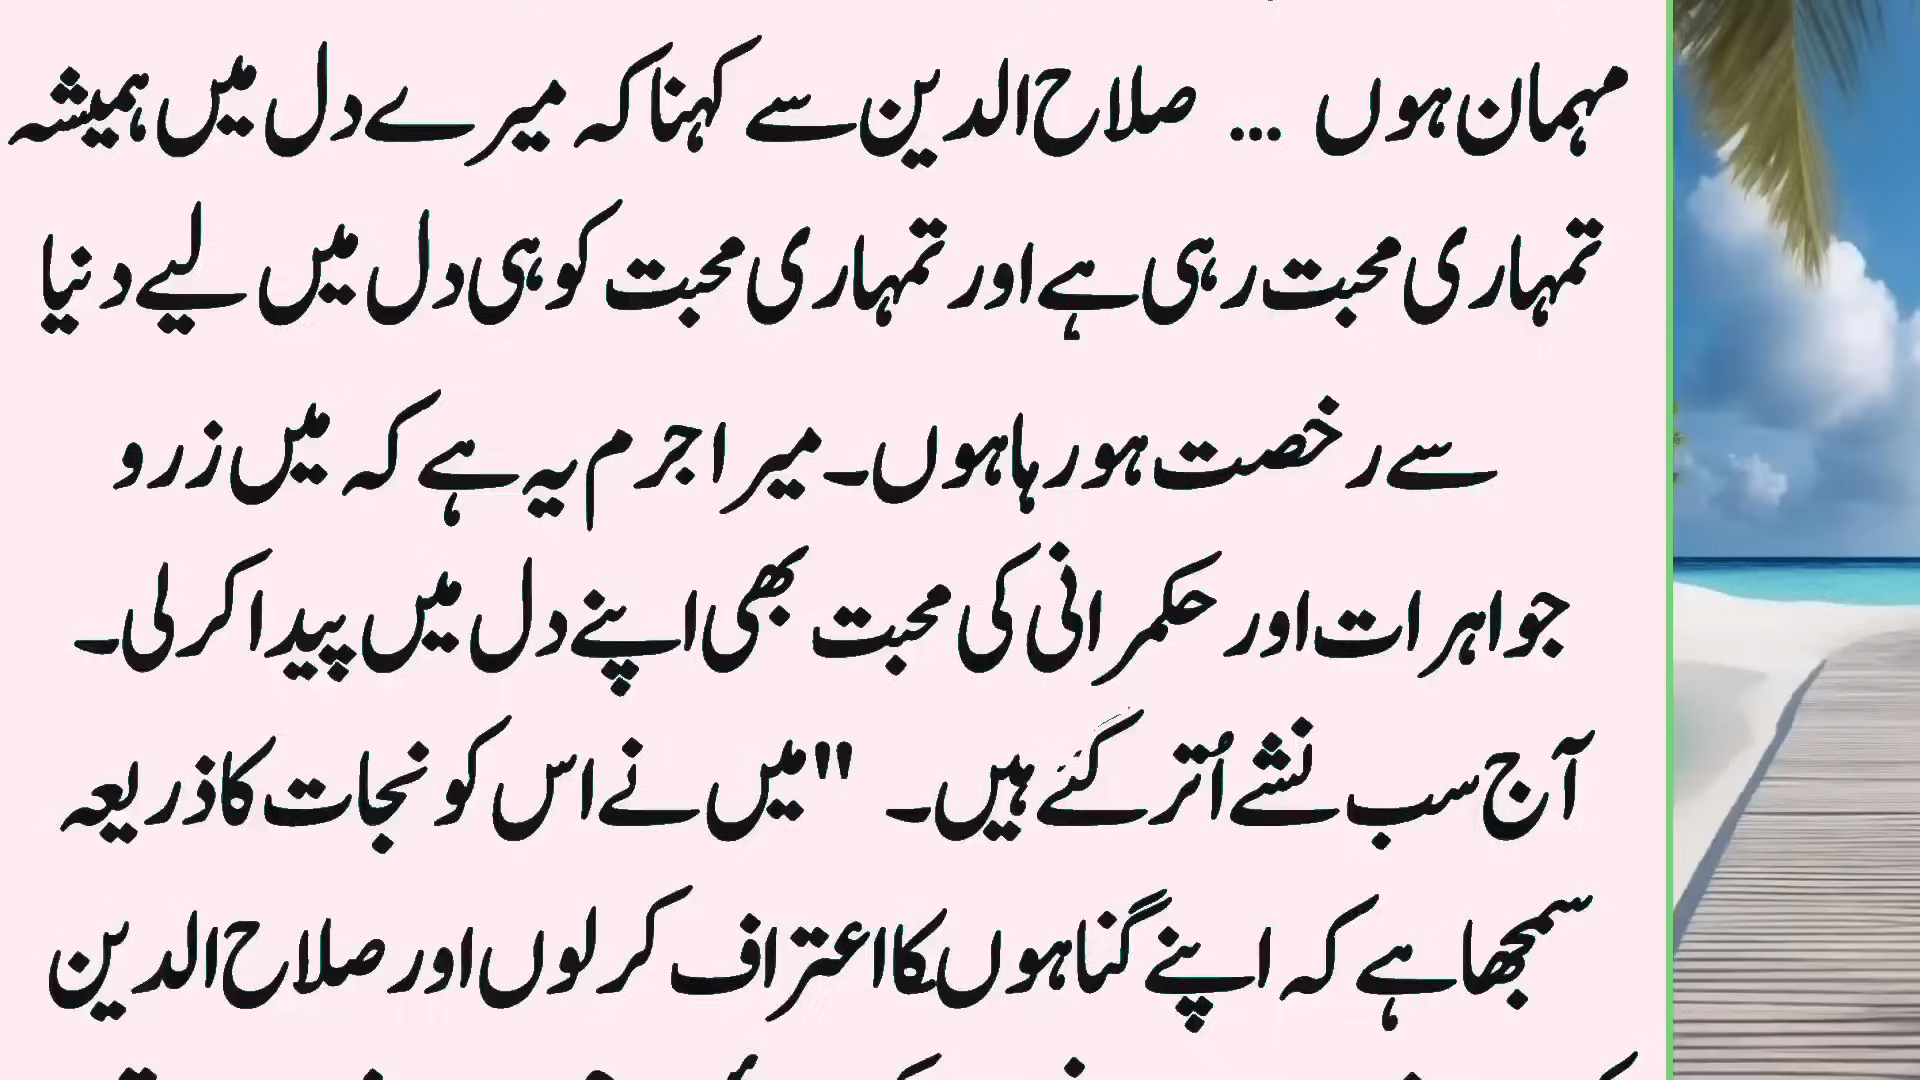 مہمان ہوں ... صلاح الدین سے کہنا کہ میرے دل میں ہمیشہ
تمہاری محبت رہی ہے اور تمہاری محبت کو ہی دل میں لیے دنیا
سے رخصت ہو رہا ہوں۔ میرا جرم یہ ہے کہ میں زرو
جواہرات اور حکمرانی کی محبت بھی اپنے دل میں پیدا کر لی۔
آج سب نشے اُتر گئے ہیں۔ "میں نے اس کو نجات کا ذریعہ
سمجھا ہے کہ اپنے گناہوں کا اعتراف کر لوں اور صلاح الدین